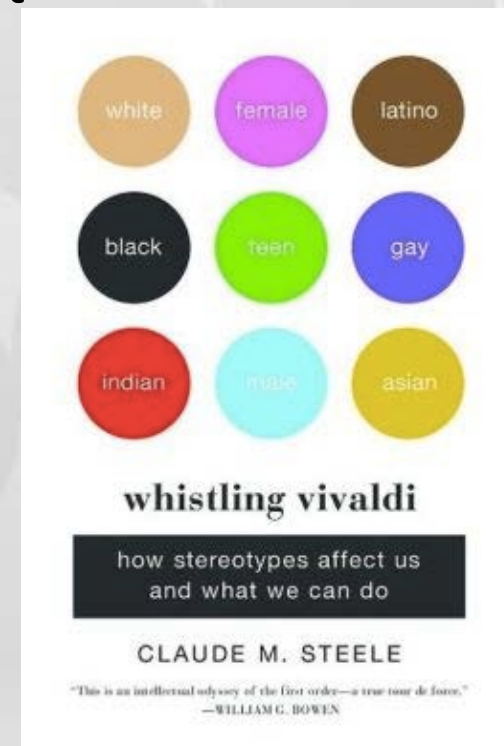 white female latino
black teen gay
indian male asian
whistling vivaldi
how stereotypes affect us
and what we can do
CLAUDE M. STEELE
“This is an intellectual odyssey of the first order—a true tour de force.”
—WILLIAM G. BOWEN